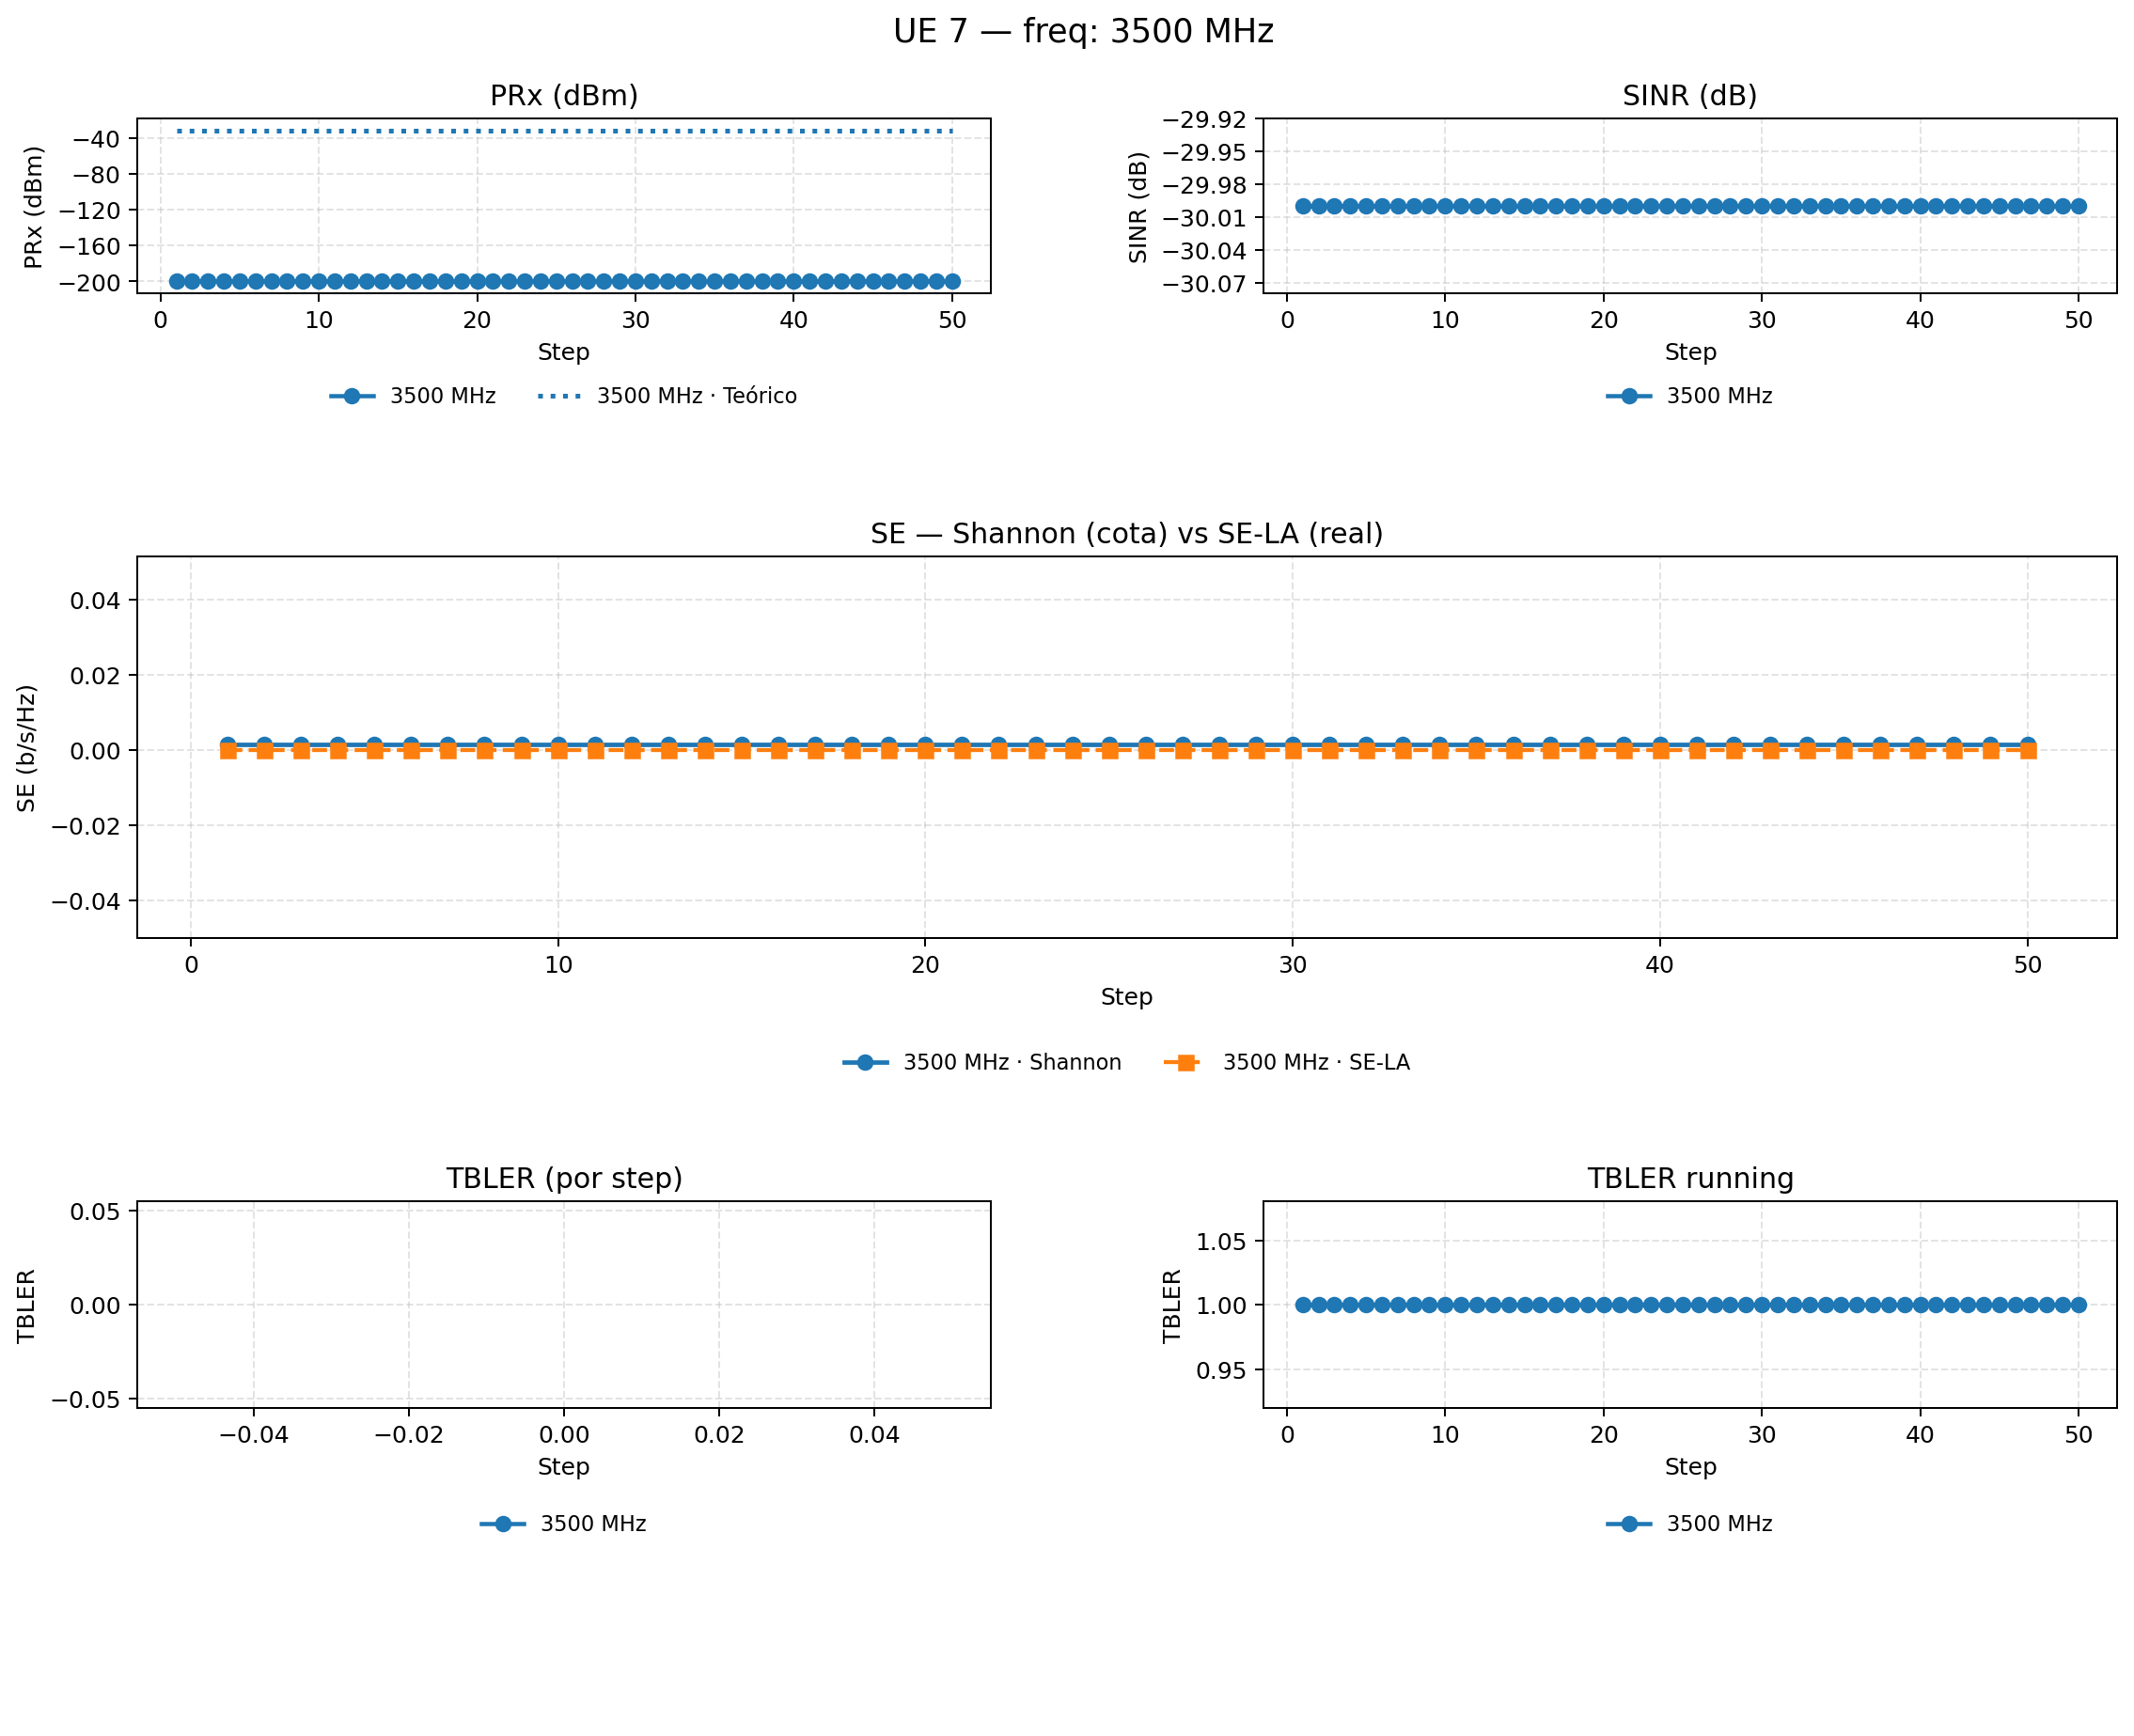 UE 7 — freq: 3500 MHz
PRx (dBm)
PRx (dBm)
−40
−80
−120
−160
−200
0 10 20 30 40 50
Step
3500 MHz 3500 MHz · Teórico
SINR (dB)
SINR (dB)
−29.92
−29.95
−29.98
−30.01
−30.04
−30.07
0 10 20 30 40 50
Step
3500 MHz
SE — Shannon (cota) vs SE-LA (real)
SE (b/s/Hz)
0.04
0.02
0.00
−0.02
−0.04
0 10 20 30 40 50
Step
3500 MHz · Shannon 3500 MHz · SE-LA
TBLER (por step)
TBLER
0.05
0.00
−0.05
−0.04 −0.02 0.00 0.02 0.04
Step
3500 MHz
TBLER running
TBLER
1.05
1.00
0.95
0 10 20 30 40 50
Step
3500 MHz